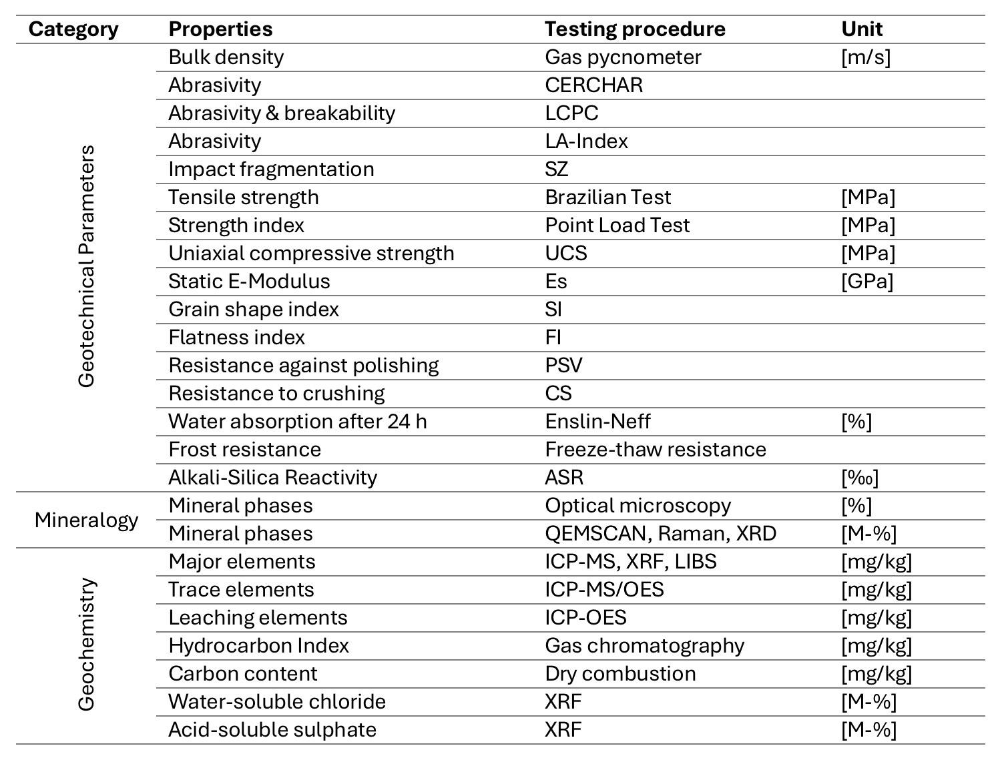 Category Properties Testing procedure Unit
Geotechnical Parameters
Bulk density Gas pycnometer [m/s]
Abrasivity CERCHAR
Abrasivity & breakability LCPC
Abrasivity LA-Index
Impact fragmentation SZ
Tensile strength Brazilian Test [MPa]
Strength index Point Load Test [MPa]
Uniaxial compressive strength UCS [MPa]
Static E-Modulus Es [GPa]
Grain shape index SI
Flatness index FI
Resistance against polishing PSV
Resistance to crushing CS
Water absorption after 24 h Enslin-Neff [%]
Frost resistance Freeze-thaw resistance
Alkali-Silica Reactivity ASR [‰]
Mineralogy
Mineral phases Optical microscopy [%]
Mineral phases QEMSCAN, Raman, XRD [M-%]
Geochemistry
Major elements ICP-MS, XRF, LIBS [mg/kg]
Trace elements ICP-MS/OES [mg/kg]
Leaching elements ICP-OES [mg/kg]
Hydrocarbon Index Gas chromatography [mg/kg]
Carbon content Dry combustion [mg/kg]
Water-soluble chloride XRF [M-%]
Acid-soluble sulphate XRF [M-%]